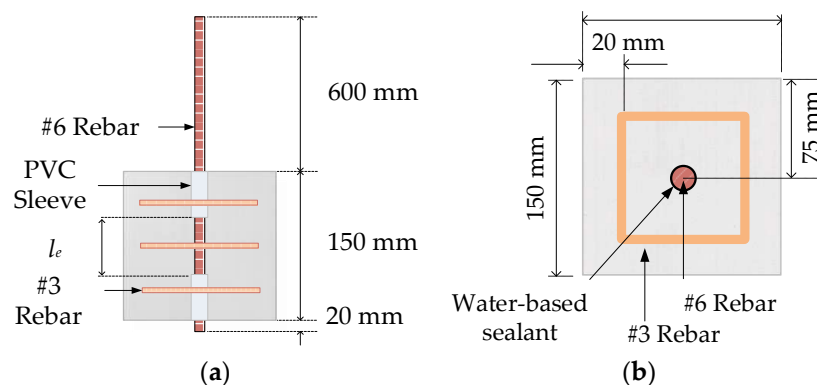 600 mm
#6 Rebar
PVC
Sleeve
le
150 mm
#3
Rebar
20 mm
(a)
20 mm
150 mm
75 mm
Water-based
sealant
#6 Rebar
#3 Rebar
(b)